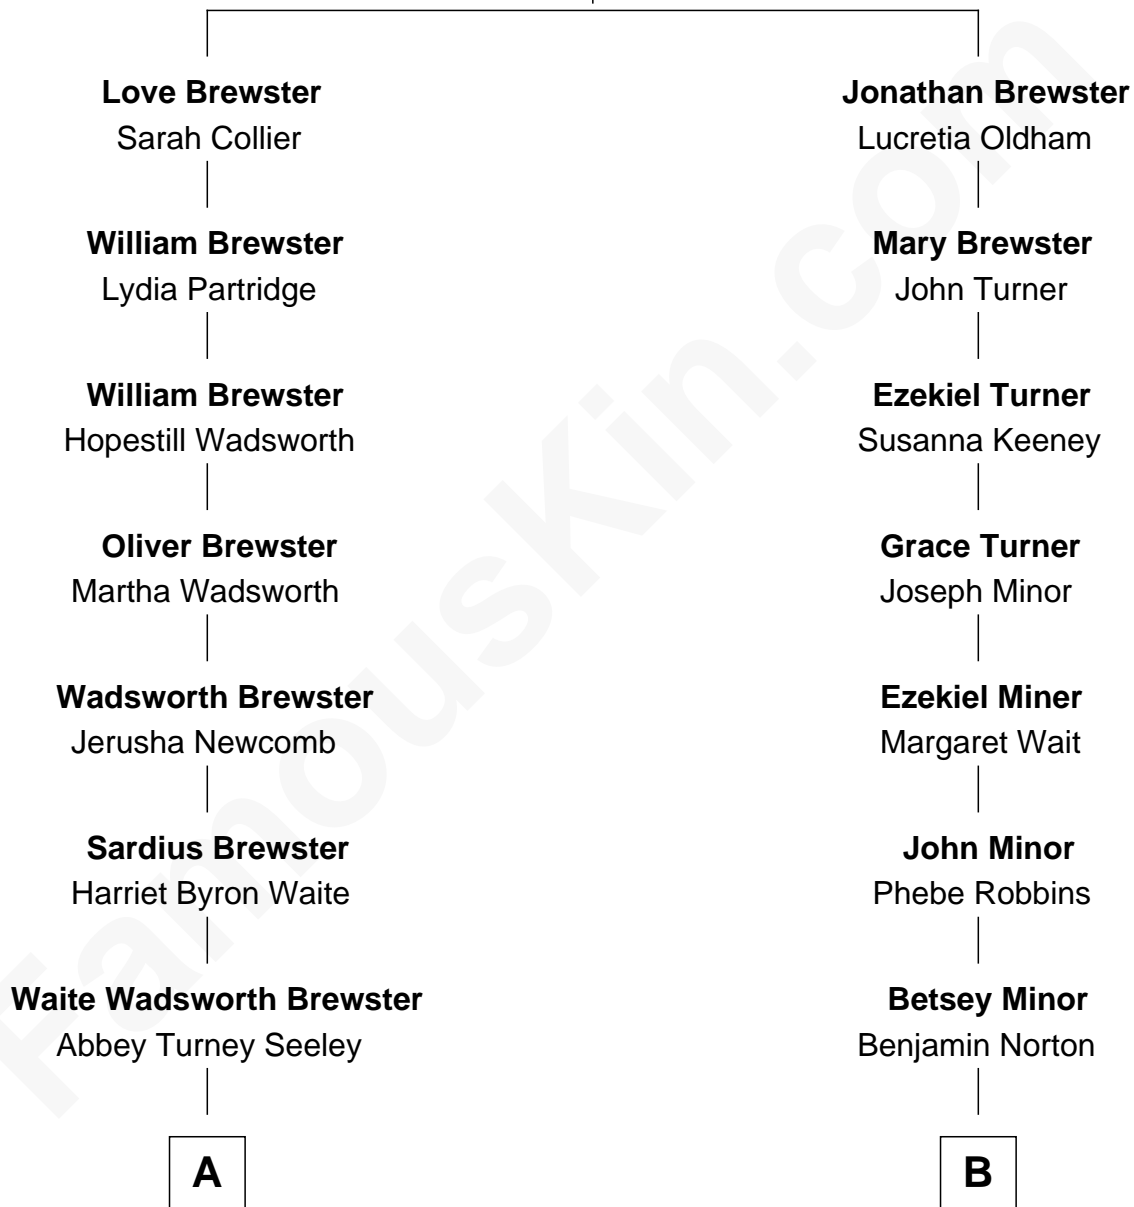 Love Brewster
Sarah Collier
William Brewster
Lydia Partridge
William Brewster
Hopestill Wadsworth
Oliver Brewster
Martha Wadsworth
Wadsworth Brewster
Jerusha Newcomb
Sardius Brewster
Harriet Byron Waite
Waite Wadsworth Brewster
Abbey Turney Seeley
A
Jonathan Brewster
Lucretia Oldham
Mary Brewster
John Turner
Ezekiel Turner
Susanna Keeney
Grace Turner
Joseph Minor
Ezekiel Miner
Margaret Wait
John Minor
Phebe Robbins
Betsey Minor
Benjamin Norton
B
FamousKin.com